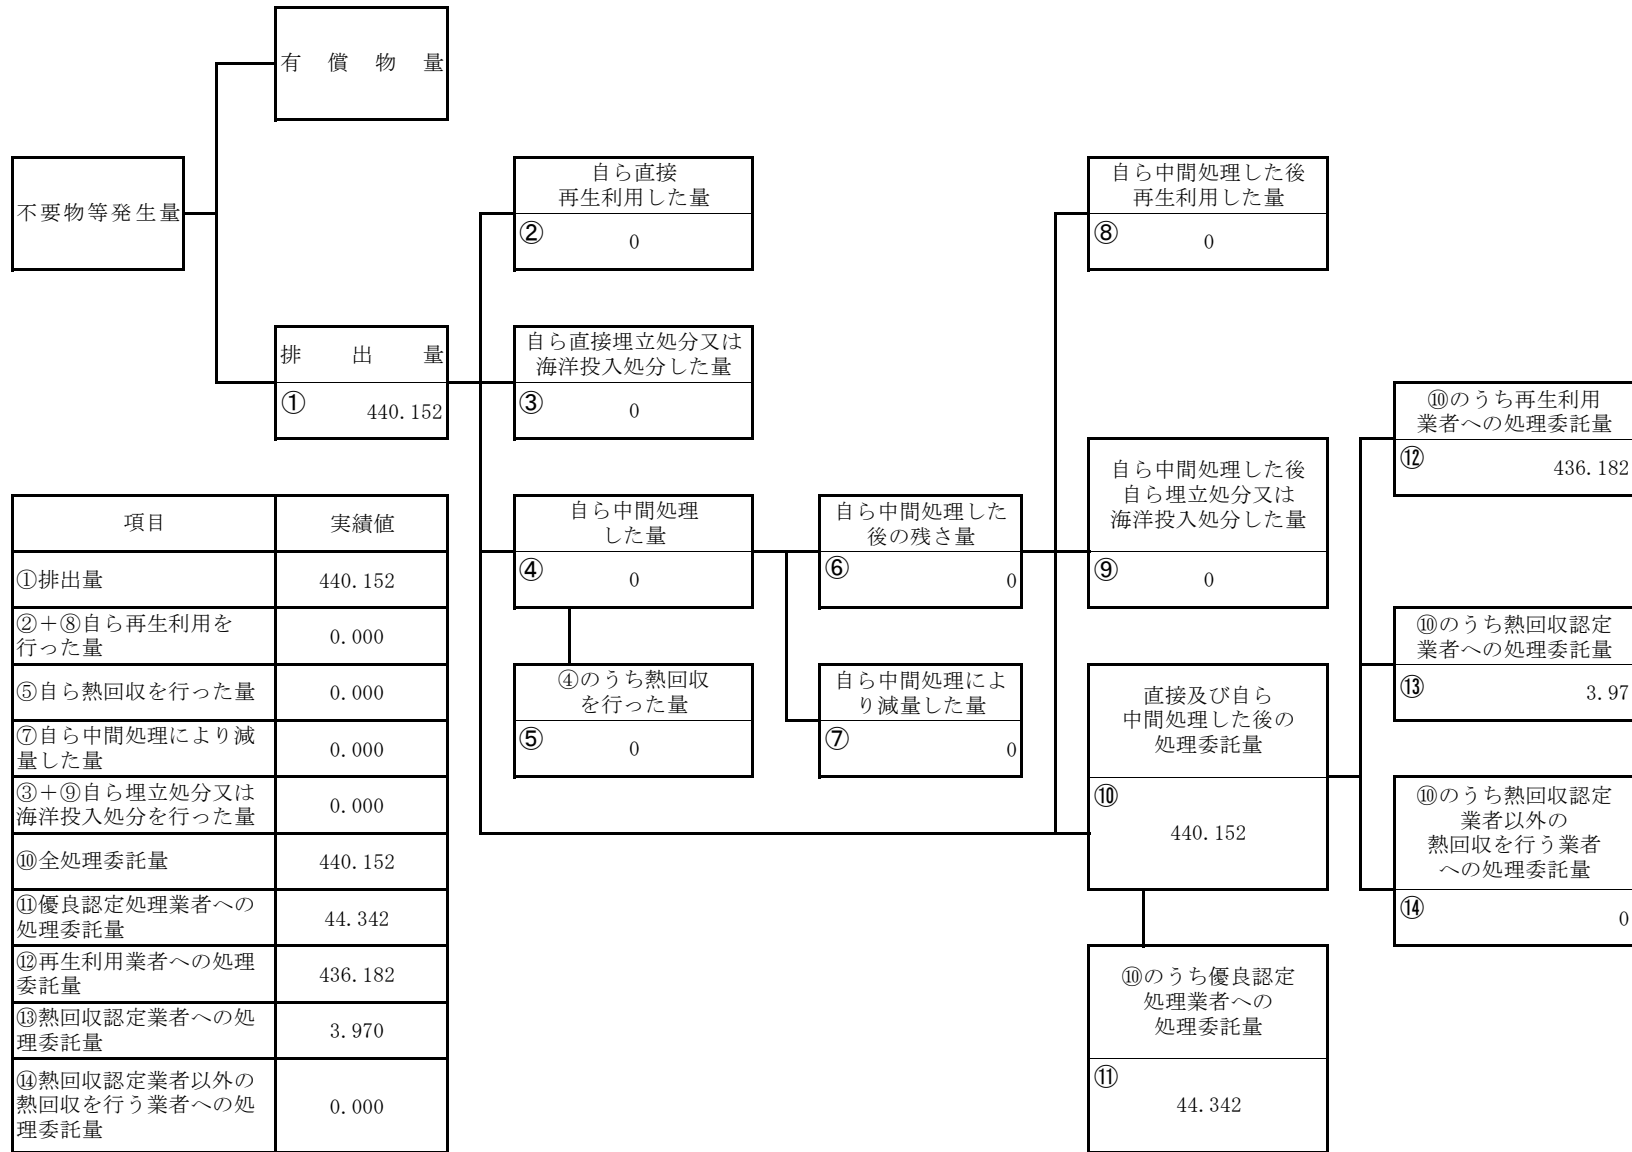 有償物量
不要物等発生量
自ら直接
再生利用した量
② 0
自ら中間処理した後
再生利用した量
⑧ 0
排出量
① 440.152
自ら直接埋立処分又は
海洋投入処分した量
③ 0
⑩のうち再生利用
業者への処理委託量
⑫ 436.182
自ら中間処理した後
自ら埋立処分又は
海洋投入処分した量
⑨ 0
自ら中間処理
した量
④ 0
自ら中間処理した
後の残さ量
⑥ 0
④のうち熱回収
を行った量
⑤ 0
自ら中間処理によ
り減量した量
⑦ 0
直接及び自ら
中間処理した後の
処理委託量
⑩
440.152
⑩のうち熱回収認定
業者への処理委託量
⑬ 3.97
⑩のうち熱回収認定
業者以外の
熱回収を行う業者
への処理委託量
⑭ 0
⑩のうち優良認定
処理業者への
処理委託量
⑪
44.342
項目 実績値
①排出量 440.152
②＋⑧自ら再生利用を
行った量 0.000
⑤自ら熱回収を行った量 0.000
⑦自ら中間処理により減
量した量 0.000
③＋⑨自ら埋立処分又は
海洋投入処分を行った量 0.000
⑩全処理委託量 440.152
⑪優良認定処理業者への
処理委託量 44.342
⑫再生利用業者への処理
委託量 436.182
⑬熱回収認定業者への処
理委託量 3.970
⑭熱回収認定業者以外の
熱回収を行う業者への処 0.000
理委託量